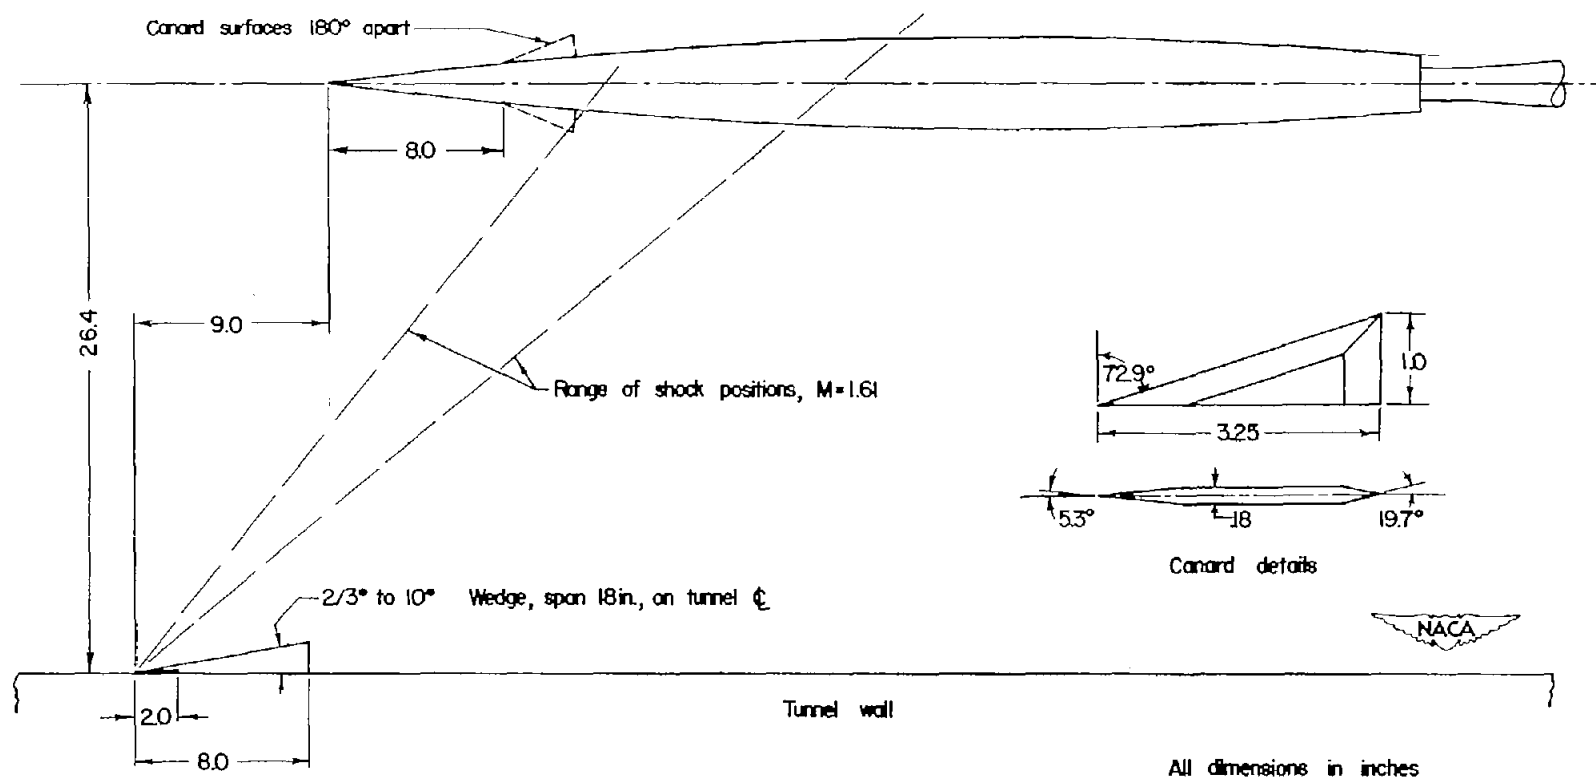 Canard surfaces 180° apart
8.0
26.4
9.0
Range of shock positions, M=1.61
72.9°
1.0
3.25
5.3°
.18
19.7°
Canard details
2/3° to 10° Wedge, span 18in., on tunnel ℄
NACA
2.0
Tunnel wall
8.0
All dimensions in inches